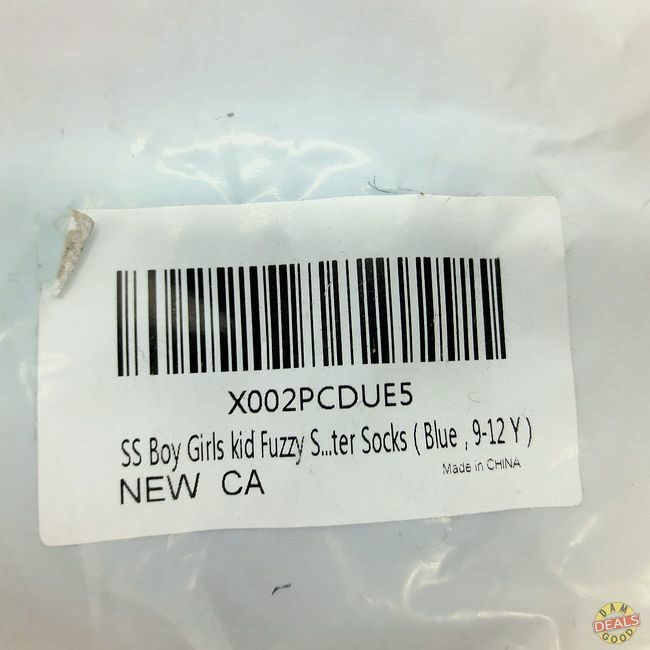 X002PCDUE5
SS Boy Girls kid Fuzzy S...ter Socks ( Blue , 9-12 Y )
Made in CHINA
NEW CA
DAM
DEALS
GOOD